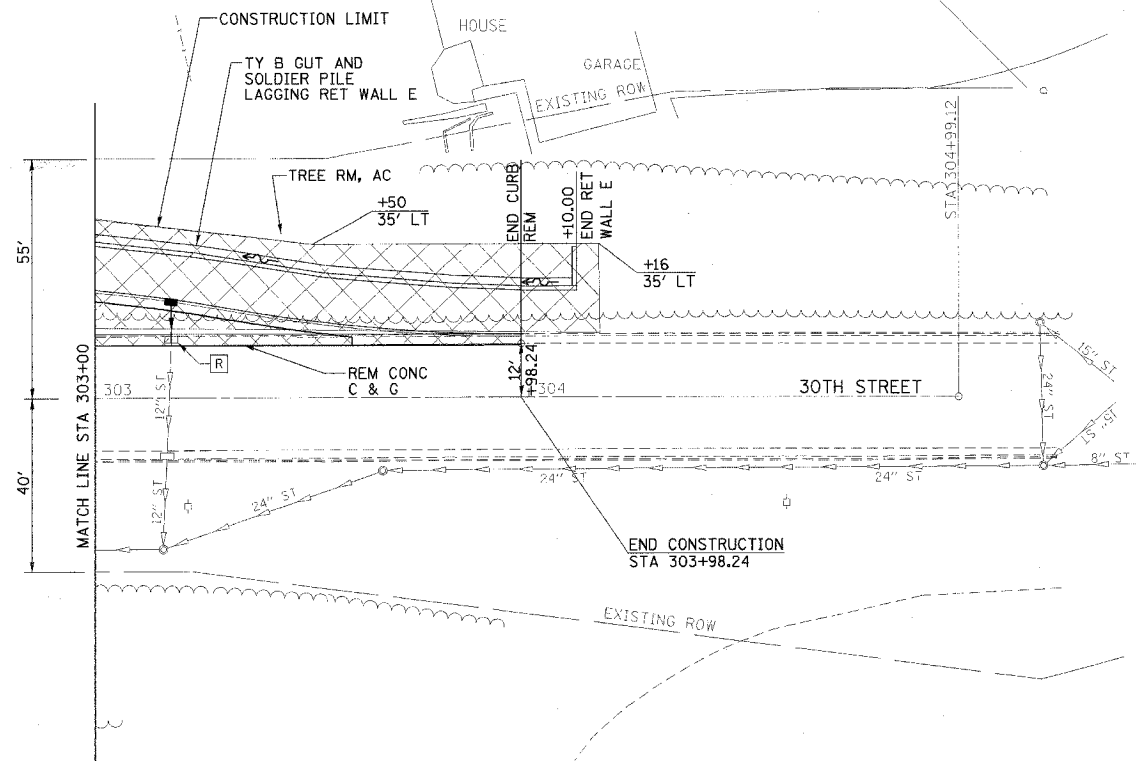 CONSTRUCTION LIMIT
HOUSE
TY B GUT AND
SOLDIER PILE
LAGGING RET WALL E
GARAGE
EXISTING ROW
STA 304+99.12
TREE RM, AC
+50
35' LT
END CURB
REM
+10.00
END RET
WALL E
+16
35' LT
55'
40'
MATCH LINE STA 303+00
303
R
REM CONC
C & G
12'
+98.24
304
30TH STREET
15" ST
24" ST
15" ST
8" ST
12" ST
12" ST
24" ST
24" ST
24" ST
END CONSTRUCTION
STA 303+98.24
EXISTING ROW